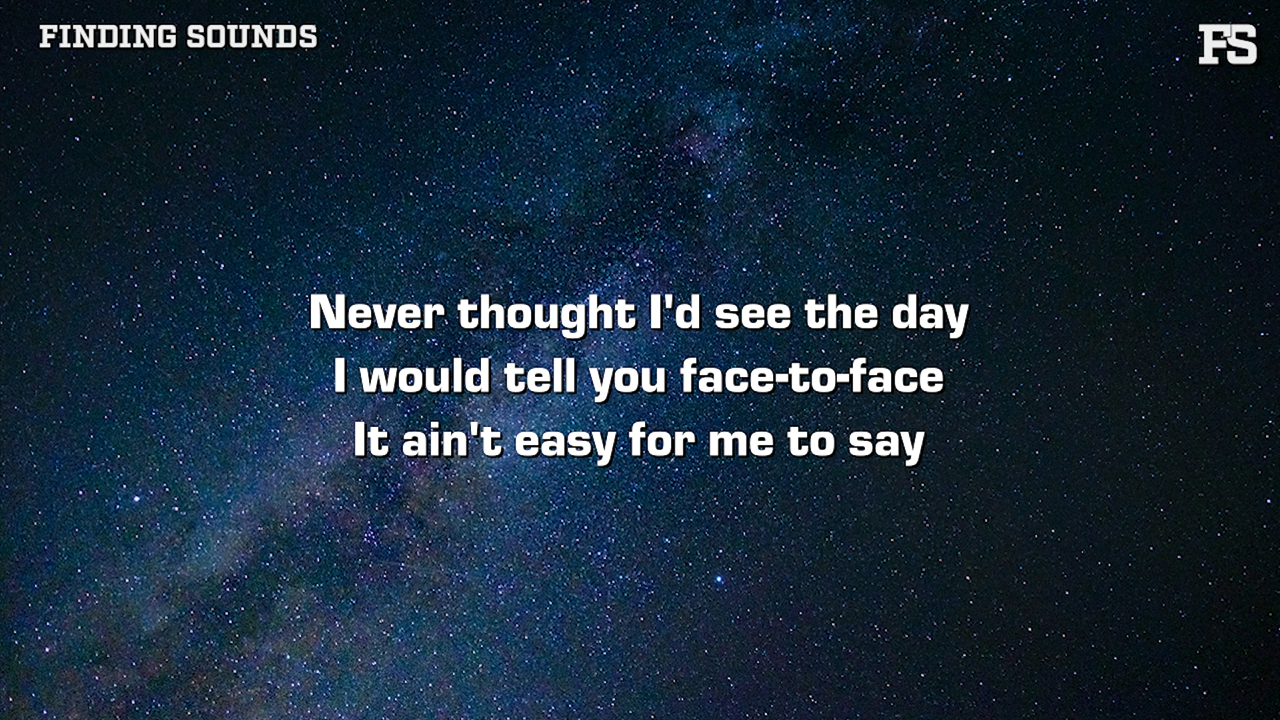 FINDING SOUNDS
FS
Never thought I'd see the day
I would tell you face-to-face
It ain't easy for me to say